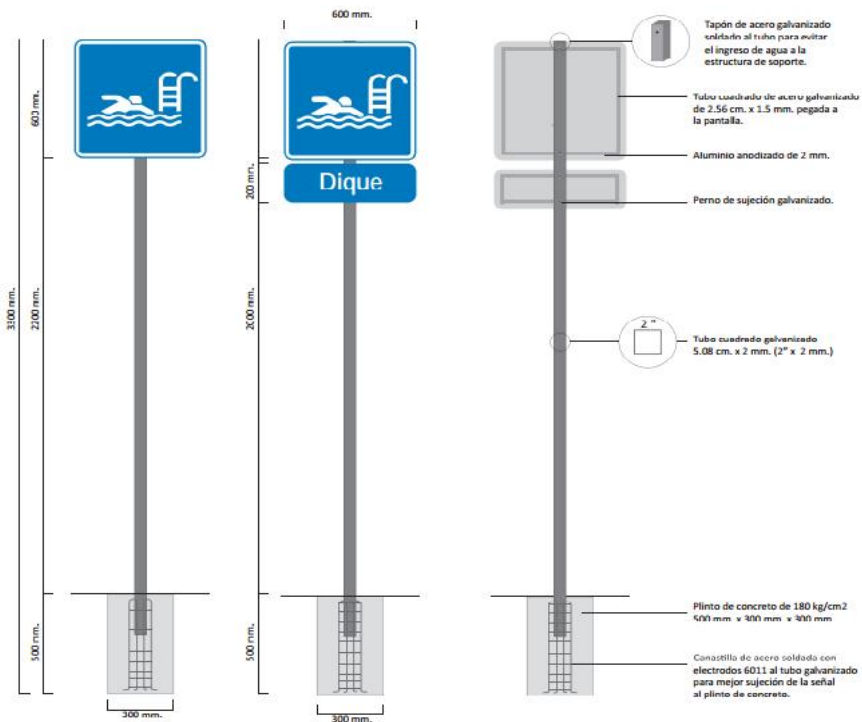 600 mm.
600 mm.
3300 mm.
2200 mm.
500 mm.
300 mm.
200 mm.
2000 mm.
500 mm.
300 mm.
Dique
Tapón de acero galvanizado
soldado al tubo para evitar
el ingreso de agua a la
estructura de soporte.
Tubo cuadrado de acero galvanizado
de 2.56 cm. x 1.5 mm. pegada a
la pantalla.
Aluminio anodizado de 2 mm.
Perno de sujeción galvanizado.
2 "
Tubo cuadrado galvanizado
5.08 cm. x 2 mm. (2" x 2 mm.)
Plinto de concreto de 180 kg/cm2
500 mm. x 300 mm. x 300 mm
Canastilla de acero soldada con
electrodos 6011 al tubo galvanizado
para mejor sujeción de la señal
al plinto de concreto.